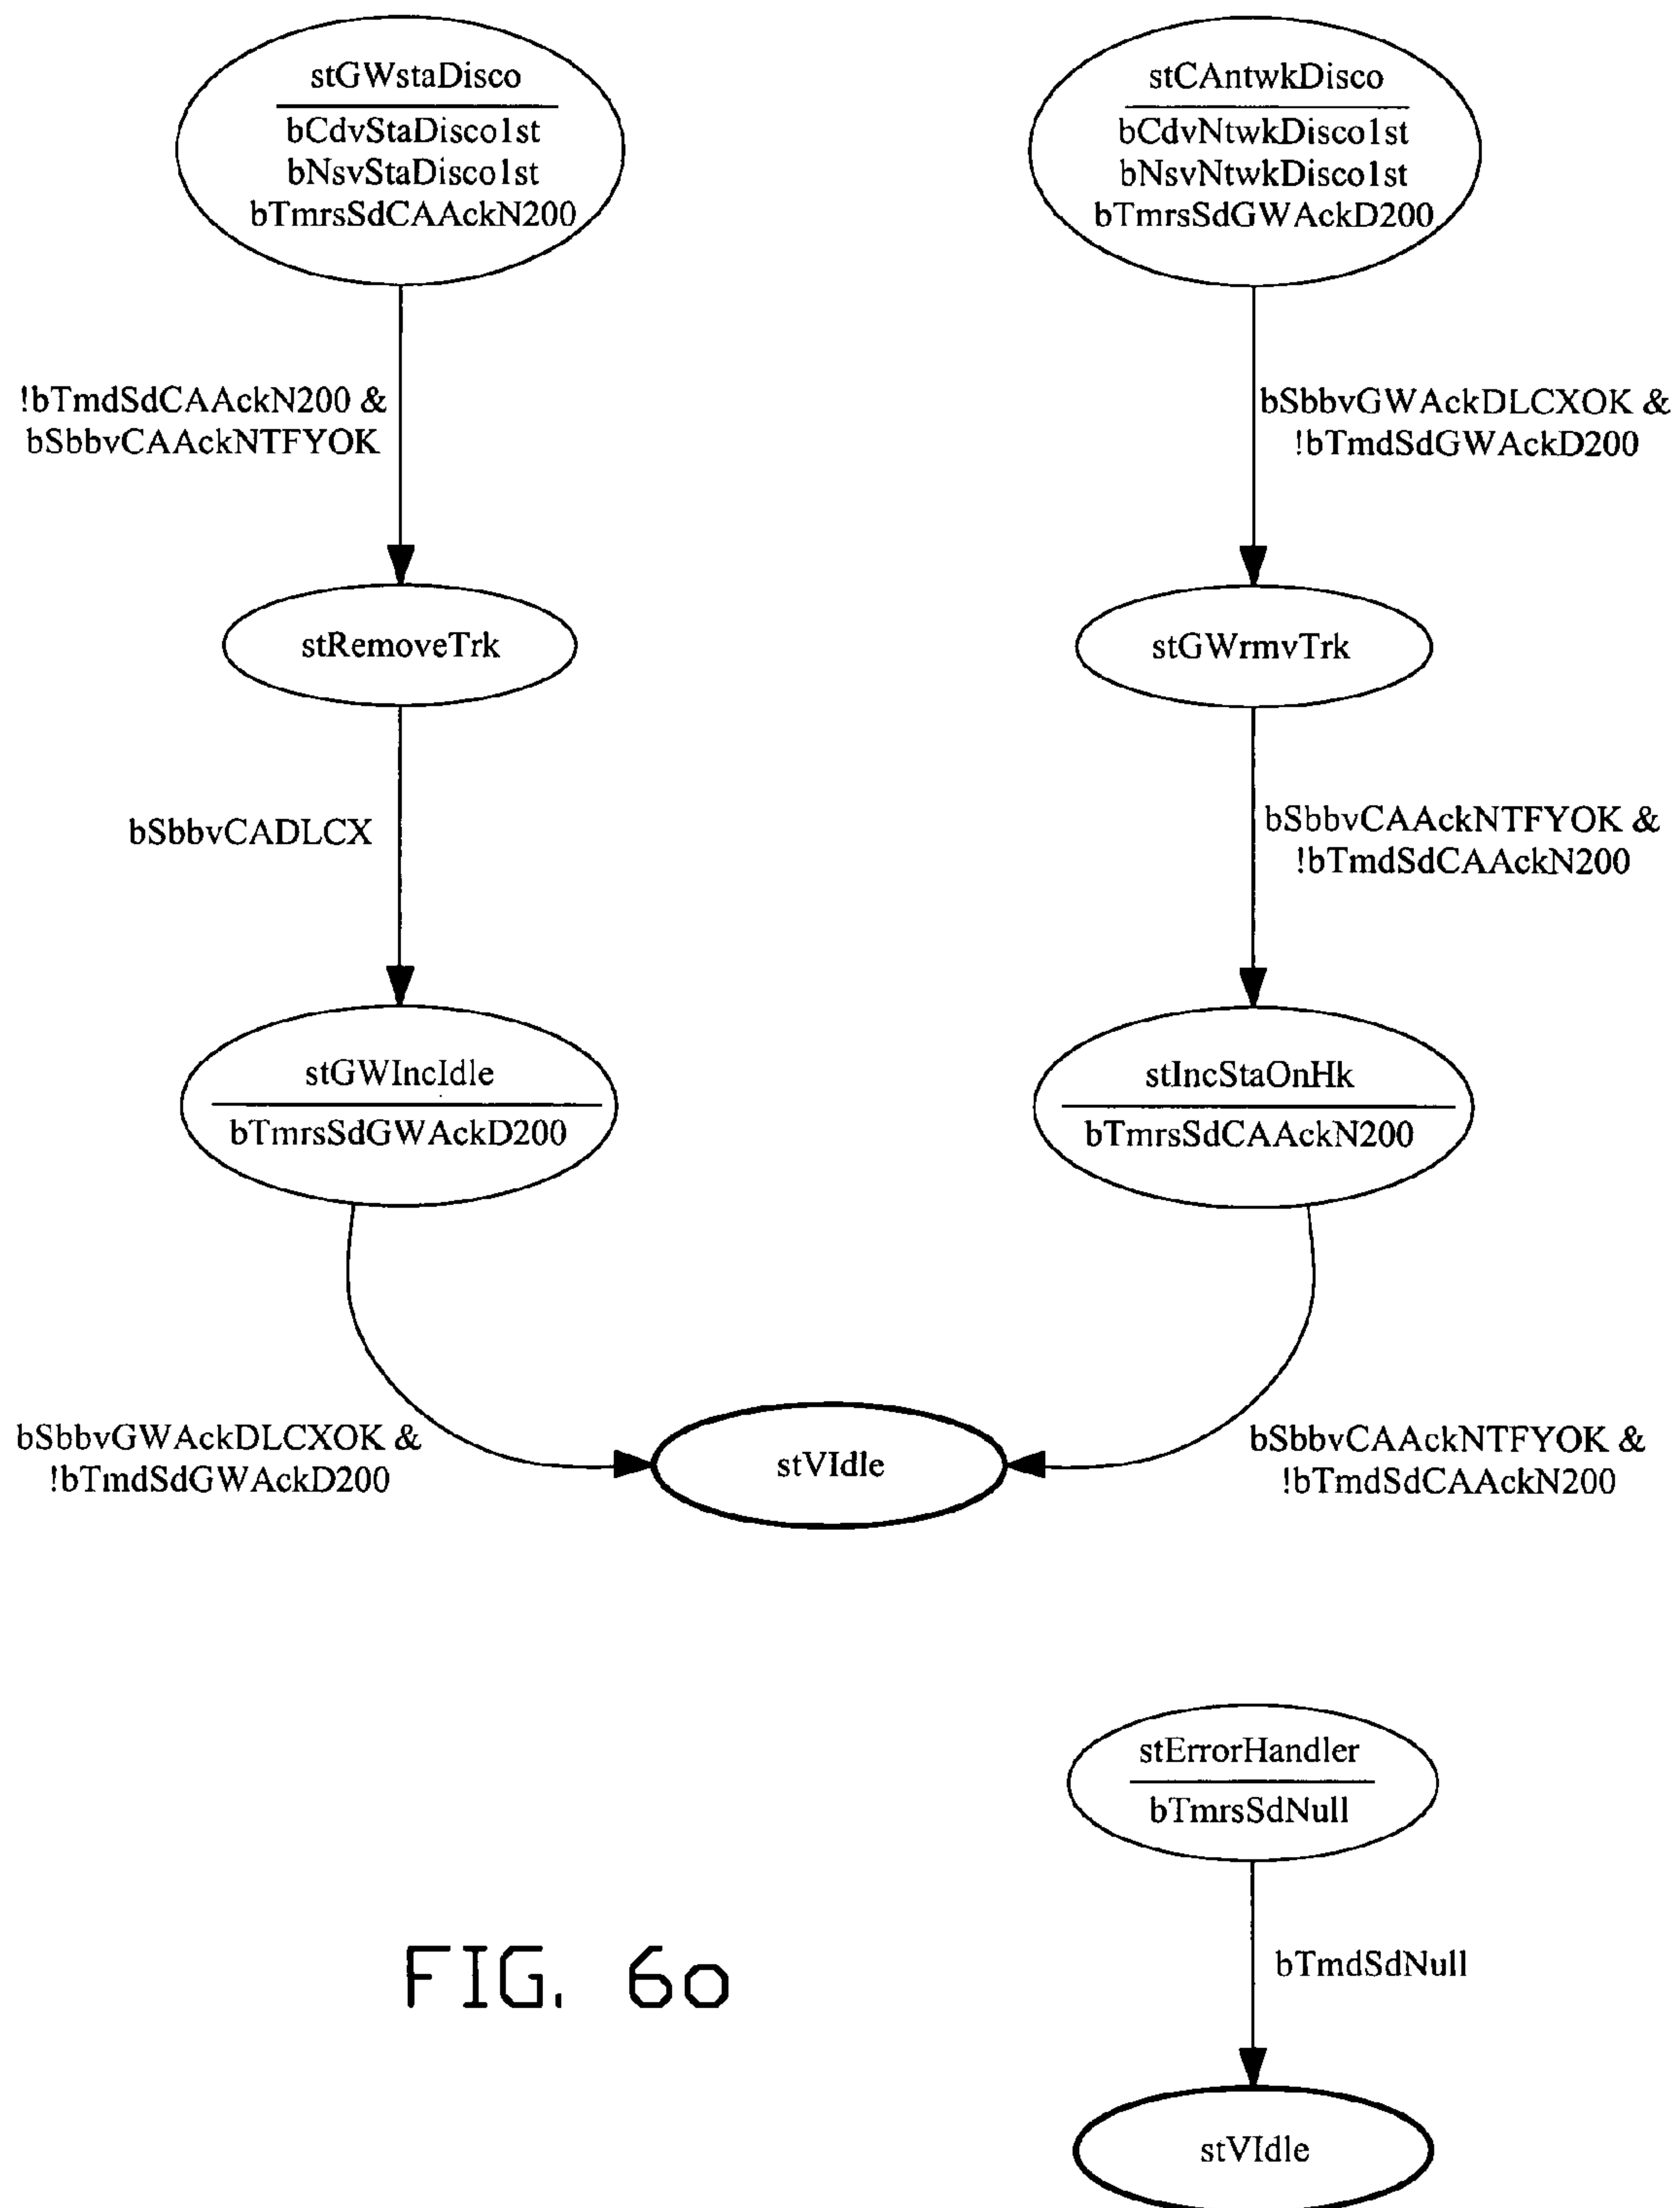 stGWstaDisco
bCdvStaDisco1st
bNsvStaDisco1st
bTmrsSdCAAckN200
stCAntwkDisco
bCdvNtwkDisco1st
bNsvNtwkDisco1st
bTmrsSdGWAckD200
!bTmdSdCAAckN200 &
bSbbvCAAckNTFYOK
bSbbvGWAckDLCXOK &
!bTmdSdGWAckD200
stRemoveTrk
stGWrmvTrk
bSbbvCADLCX
bSbbvCAAckNTFYOK &
!bTmdSdCAAckN200
stGWIncIdle
bTmrsSdGWAckD200
stIncStaOnHk
bTmrsSdCAAckN200
bSbbvGWAckDLCXOK &
!bTmdSdGWAckD200
stVIdle
bSbbvCAAckNTFYOK &
!bTmdSdCAAckN200
stErrorHandler
bTmrsSdNull
bTmdSdNull
FIG. 6o
stVIdle